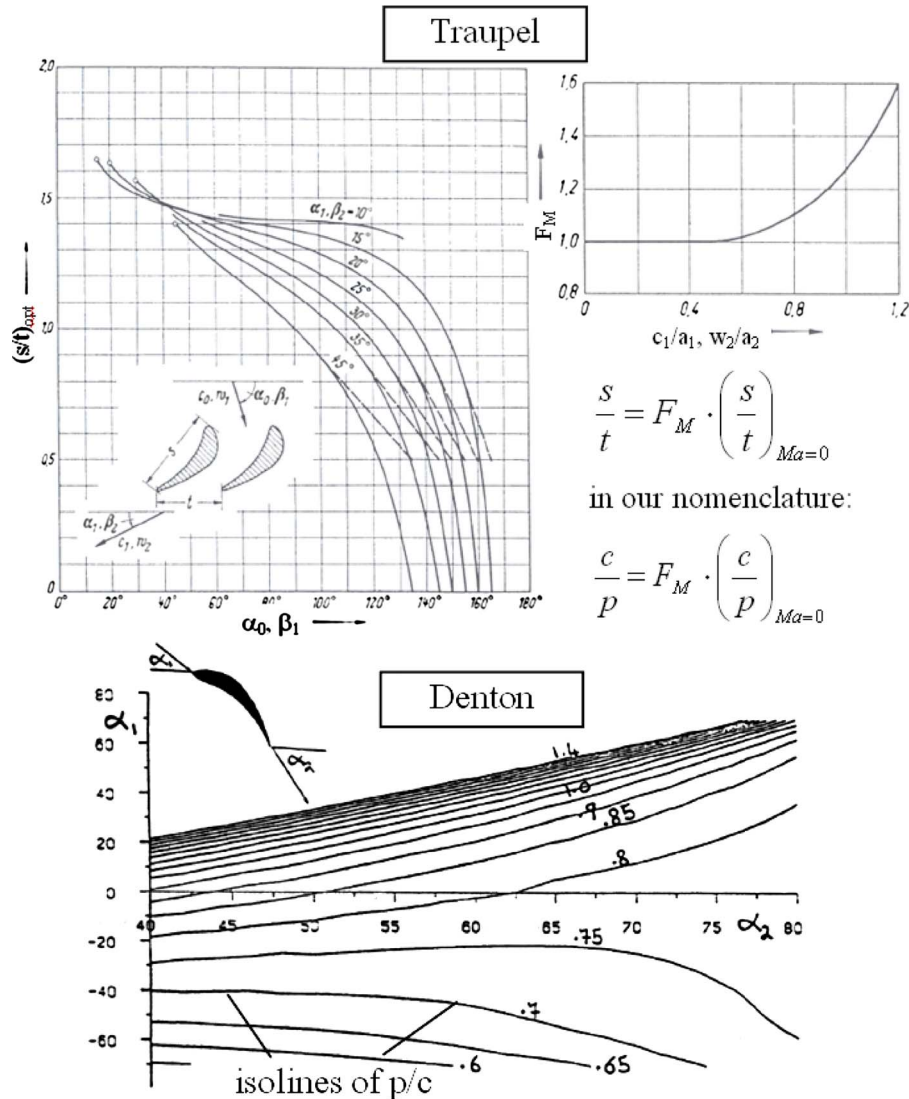 Traupel
2,0
1.5
1.0
0,5
0
(s/t)opt
0°
20°
40°
60°
80°
100°
120°
140°
160°
180°
α0, β1
α1, β2=10°
15°
20°
25°
30°
35°
45°
c0, w1
α0, β1
s
t
α1, β2
c1, w2
1,6
1,4
1,2
1,0
0,8
FM
0
0.4
0,8
1,2
c1/a1, w2/a2
s/t = FM · (s/t)Ma=0
in our nomenclature:
c/p = FM · (c/p)Ma=0
Denton
α1
α2
α1
80
60
40
20
0
-20
-40
-60
40
45
50
55
60
65
70
75
α2
80
1.4
1.0
.9
.85
.8
.75
.7
.65
.6
isolines of p/c